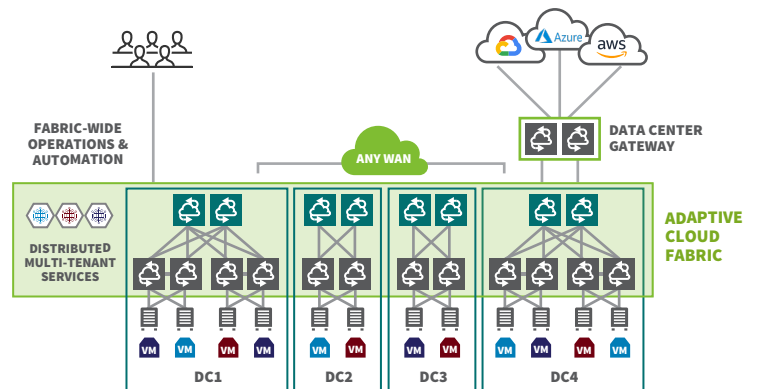 Azure
aws
FABRIC-WIDE
OPERATIONS &
AUTOMATION
ANY WAN
DATA CENTER
GATEWAY
DISTRIBUTED
MULTI-TENANT
SERVICES
ADAPTIVE
CLOUD
FABRIC
VM VM VM VM VM VM VM VM VM VM VM VM
DC1 DC2 DC3 DC4